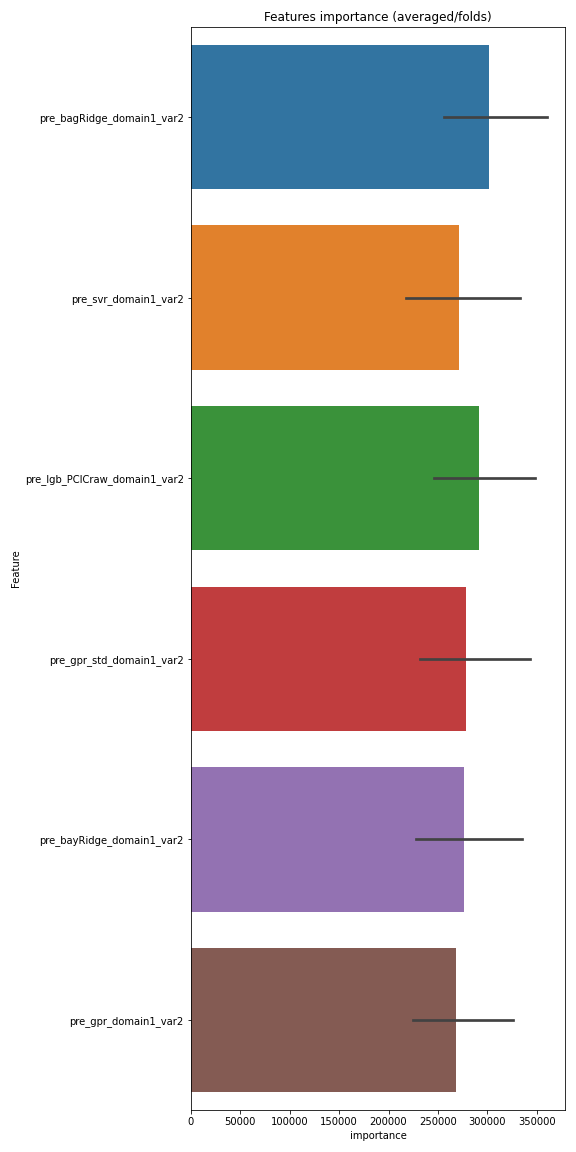 Features importance (averaged/folds)
pre_bagRidge_domain1_var2
pre_svr_domain1_var2
pre_lgb_PCICraw_domain1_var2
Feature
pre_gpr_std_domain1_var2
pre_bayRidge_domain1_var2
pre_gpr_domain1_var2
0 50000 100000 150000 200000 250000 300000 350000
importance